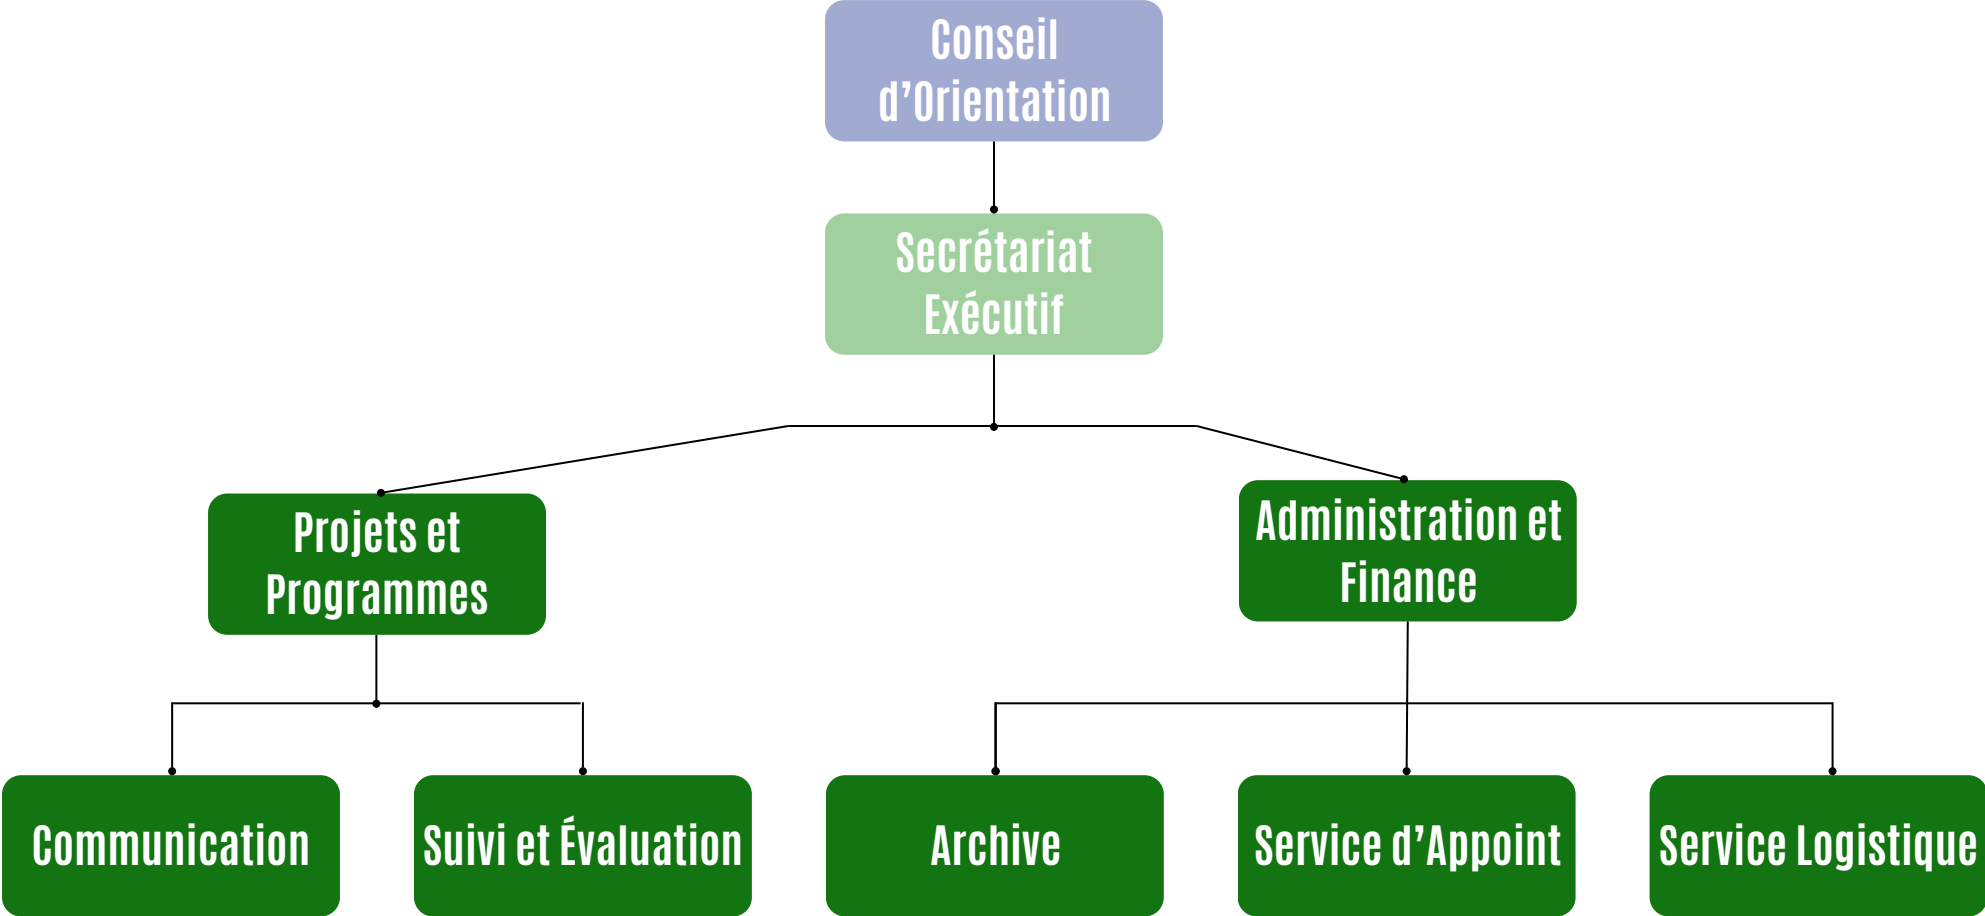 Conseil
d’Orientation
Secrétariat
Exécutif
Projets et
Programmes
Administration et
Finance
Communication
Suivi et Évaluation
Archive
Service d’Appoint
Service Logistique